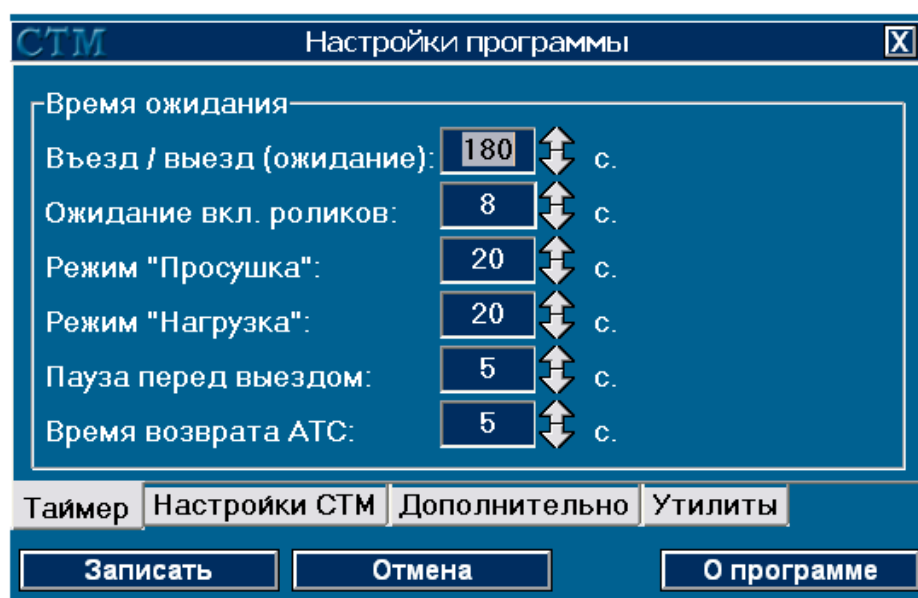 СТМ Настройки программы X
Время ожидания
Въезд / выезд (ожидание): 180 с.
Ожидание вкл. роликов: 8 с.
Режим "Просушка": 20 с.
Режим "Нагрузка": 20 с.
Пауза перед выездом: 5 с.
Время возврата АТС: 5 с.
Таймер Настройки СТМ Дополнительно Утилиты
Записать Отмена О программе